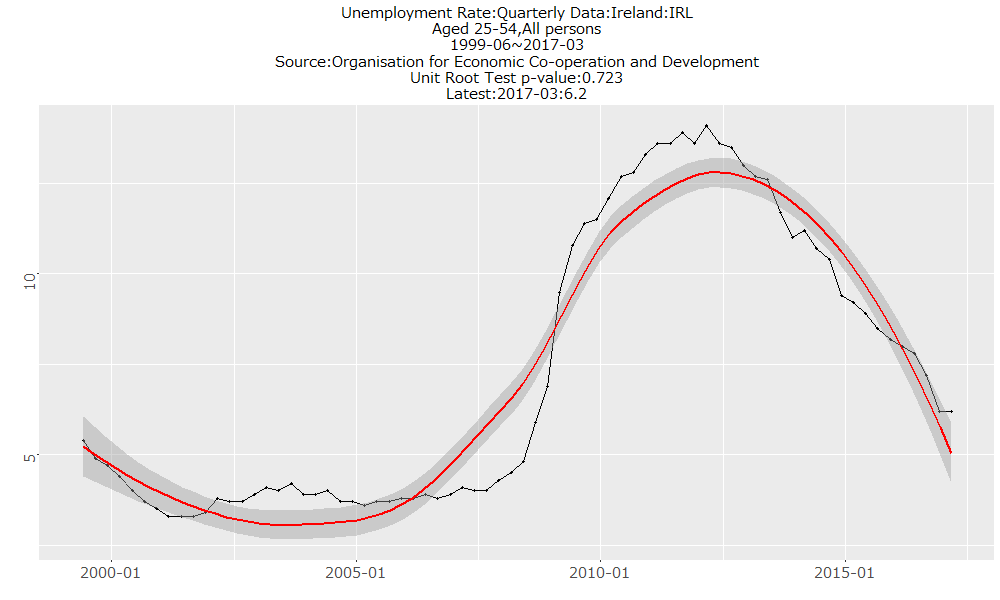 Unemployment Rate:Quarterly Data:Ireland:IRL
Aged 25-54,All persons
1999-06~2017-03
Source:Organisation for Economic Co-operation and Development
Unit Root Test p-value:0.723
Latest:2017-03:6.2
10
5
2000-01 2005-01 2010-01 2015-01